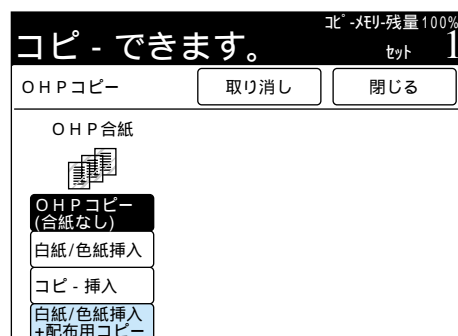 ｺﾋﾟｰﾒﾓﾘｰ残量100%
コピ - できます。
ｾｯﾄ 1
OHPコピー 取り消し 閉じる
OHP合紙
OHPコピー
(合紙なし)
白紙/色紙挿入
コピ - 挿入
白紙/色紙挿入
+配布用コピー